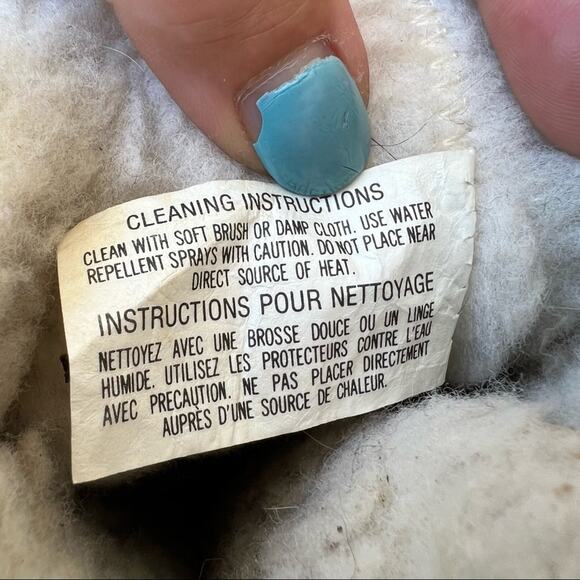 CLEANING INSTRUCTIONS
CLEAN WITH SOFT BRUSH OR DAMP CLOTH. USE WATER
REPELLENT SPRAYS WITH CAUTION. DO NOT PLACE NEAR
DIRECT SOURCE OF HEAT.
INSTRUCTIONS POUR NETTOYAGE
NETTOYEZ AVEC UNE BROSSE DOUCE OU UN LINGE
HUMIDE. UTILISEZ LES PROTECTEURS CONTRE L'EAU
AVEC PRECAUTION. NE PAS PLACER DIRECTEMENT
AUPRÈS D'UNE SOURCE DE CHALEUR.